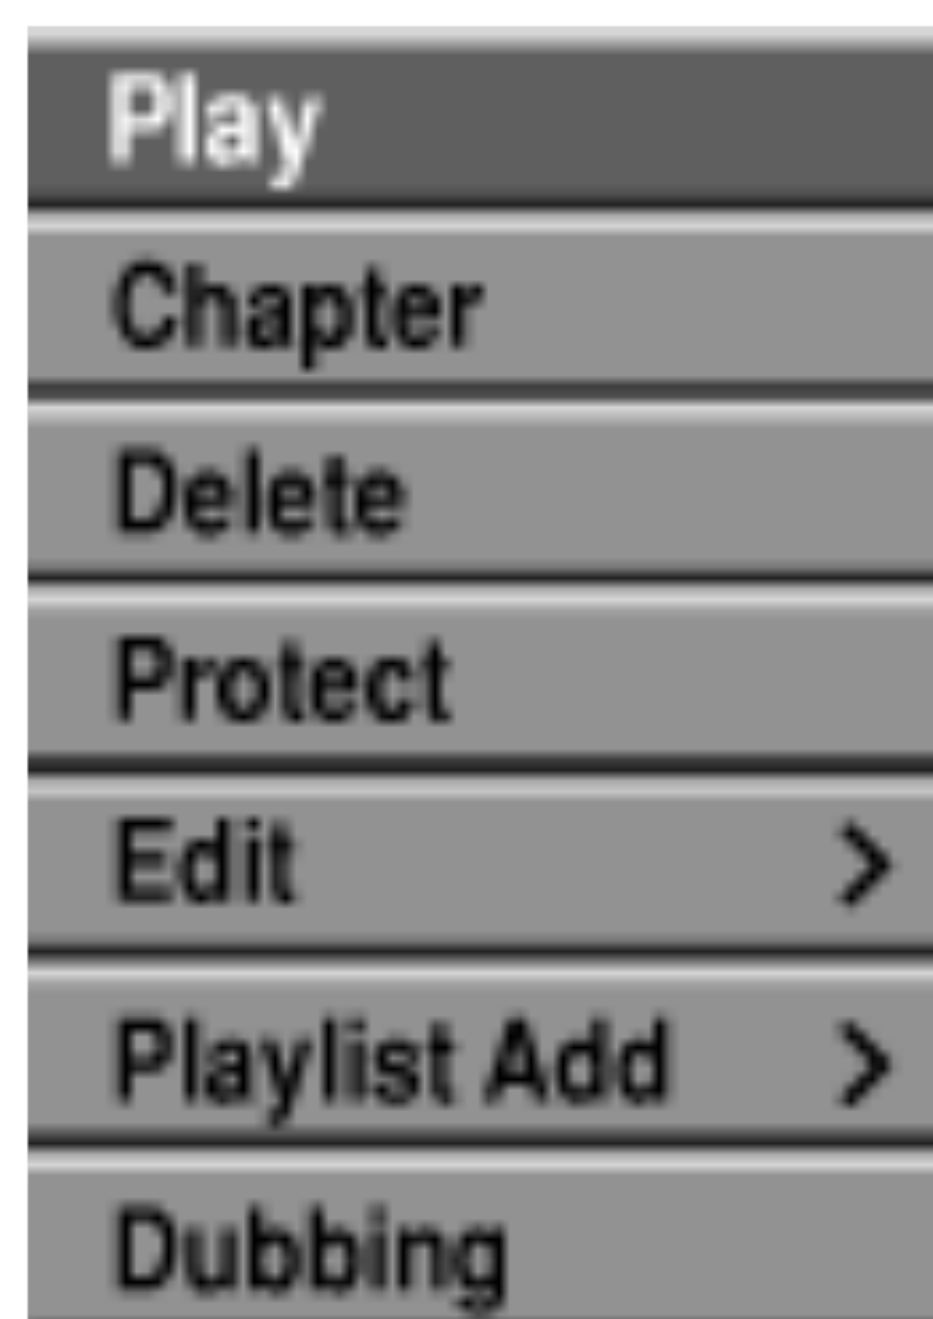 Play
Chapter
Delete
Protect
Edit >
Playlist Add >
Dubbing